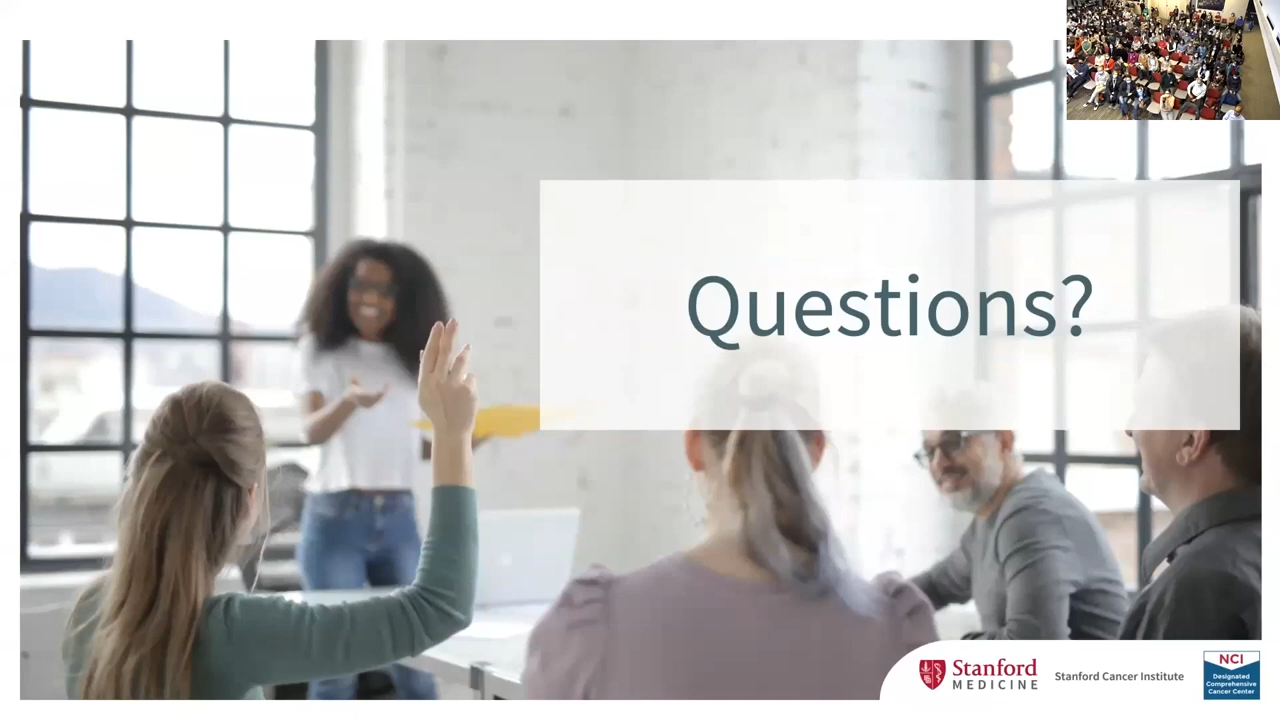 Questions?
Stanford
MEDICINE
Stanford Cancer Institute
NCI
Designated
Comprehensive
Cancer Center